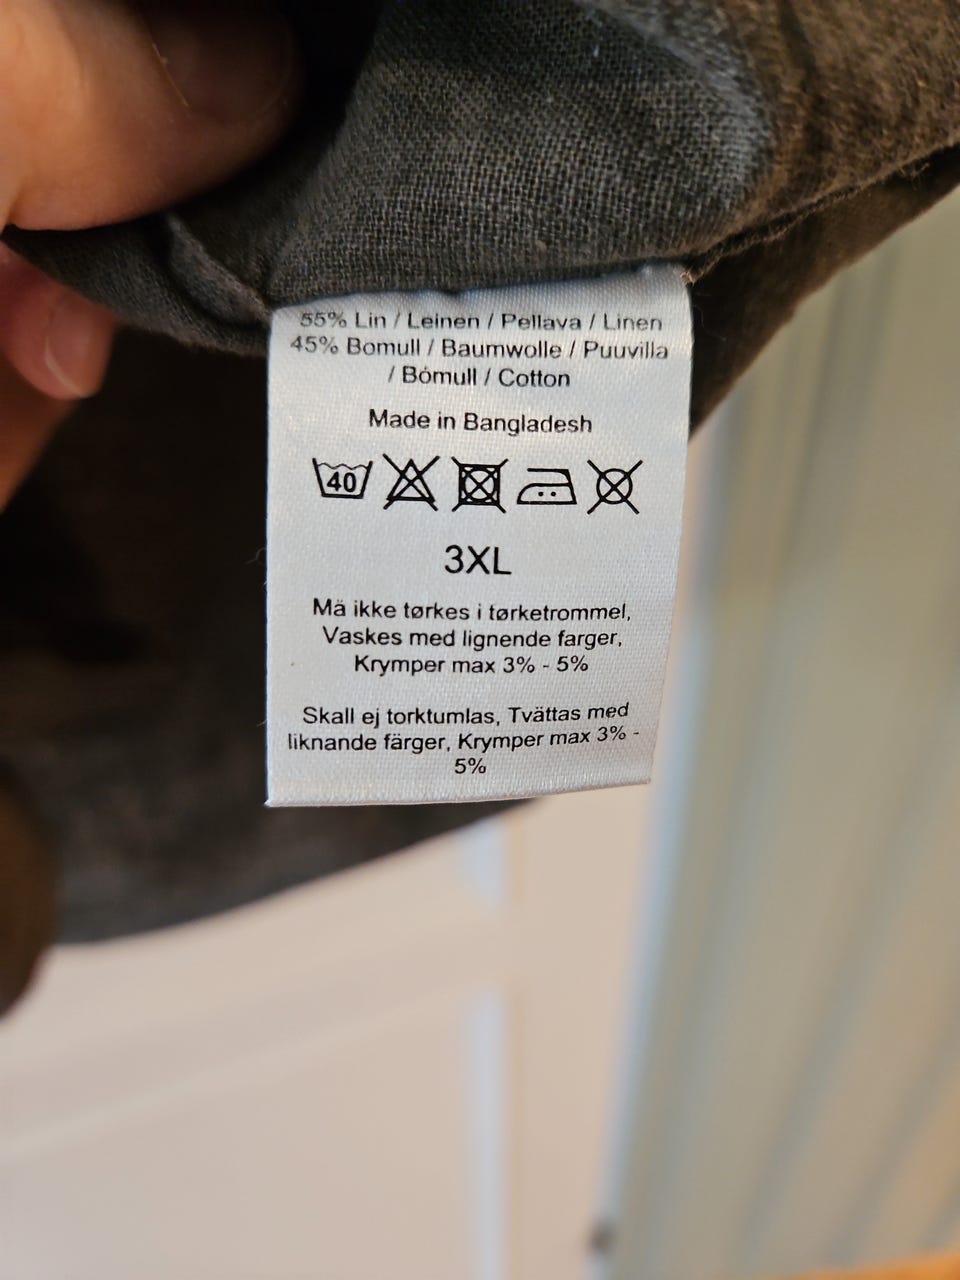 55% Lin / Leinen / Pellava / Linen
45% Bomull / Baumwolle / Puuvilla
/ Bómull / Cotton
Made in Bangladesh
40
3XL
Mä ikke tørkes i tørketrommel,
Vaskes med lignende farger,
Krymper max 3% - 5%
Skall ej torktumlas, Tvättas med
liknande färger, Krymper max 3% -
5%